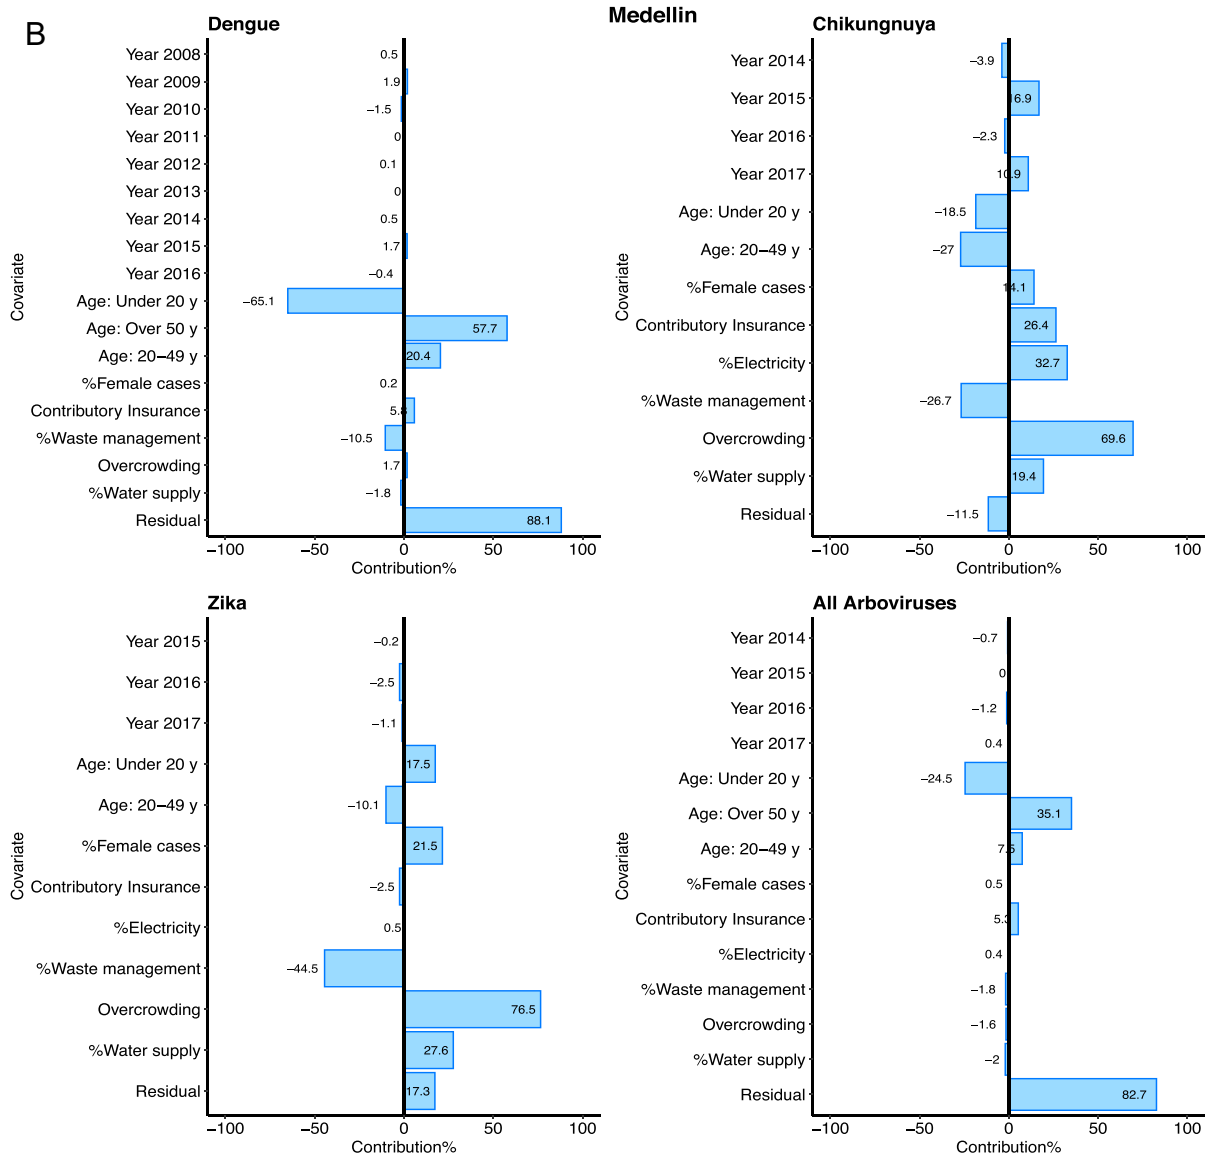 B
Medellin
Dengue
Year 2008 0.5
Year 2009 1.9
Year 2010 −1.5
Year 2011 0
Year 2012 0.1
Year 2013 0
Year 2014 0.5
Year 2015 1.7
Year 2016 −0.4
Age: Under 20 y −65.1
Age: Over 50 y 57.7
Age: 20−49 y 20.4
%Female cases 0.2
Contributory Insurance 5.8
%Waste management −10.5
Overcrowding 1.7
%Water supply −1.8
Residual 88.1
Covariate
−100 −50 0 50 100
Contribution%
Chikungnuya
Year 2014 −3.9
Year 2015 16.9
Year 2016 −2.3
Year 2017 10.9
Age: Under 20 y −18.5
Age: 20−49 y −27
%Female cases 14.1
Contributory Insurance 26.4
%Electricity 32.7
%Waste management −26.7
Overcrowding 69.6
%Water supply 19.4
Residual −11.5
Covariate
−100 −50 0 50 100
Contribution%
Zika
Year 2015 −0.2
Year 2016 −2.5
Year 2017 −1.1
Age: Under 20 y 17.5
Age: 20−49 y −10.1
%Female cases 21.5
Contributory Insurance −2.5
%Electricity 0.5
%Waste management −44.5
Overcrowding 76.5
%Water supply 27.6
Residual 17.3
Covariate
−100 −50 0 50 100
Contribution%
All Arboviruses
Year 2014 −0.7
Year 2015 0
Year 2016 −1.2
Year 2017 0.4
Age: Under 20 y −24.5
Age: Over 50 y 35.1
Age: 20−49 y 7.5
%Female cases 0.5
Contributory Insurance 5.3
%Electricity 0.4
%Waste management −1.8
Overcrowding −1.6
%Water supply −2
Residual 82.7
Covariate
−100 −50 0 50 100
Contribution%